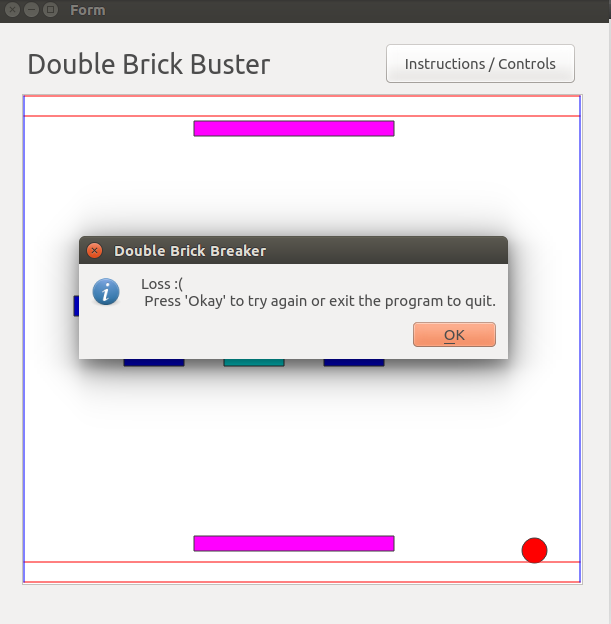 Form
Double Brick Buster
Instructions / Controls
Double Brick Breaker
Loss :(
Press 'Okay' to try again or exit the program to quit.
OK